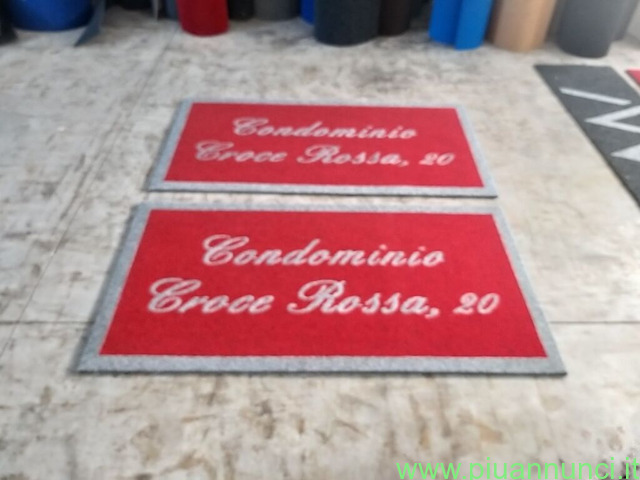 Condominio
Croce Rossa, 20
Condominio
Croce Rossa, 20
www.piuannunci.it